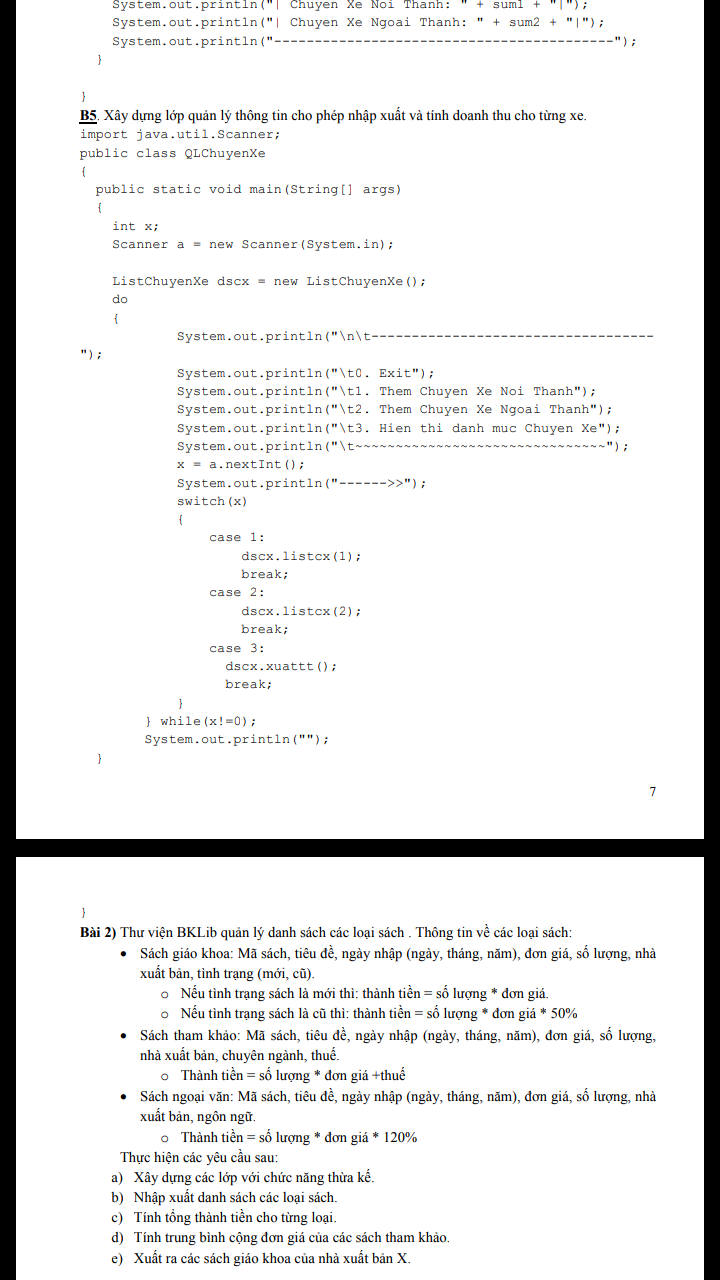 System.out.println("| Chuyen Xe Noi Thanh: " + sum1 + "|");
System.out.println("| Chuyen Xe Ngoai Thanh: " + sum2 + "|");
System.out.println("------------------------------------------");
}
}
B5. Xây dựng lớp quản lý thông tin cho phép nhập xuất và tính doanh thu cho từng xe.
import java.util.Scanner;
public class QLChuyenXe
{
public static void main(String[] args)
{
int x;
Scanner a = new Scanner(System.in);
ListChuyenXe dscx = new ListChuyenXe();
do
{
System.out.println("\n\t-----------------------------------
");
System.out.println("\t0. Exit");
System.out.println("\t1. Them Chuyen Xe Noi Thanh");
System.out.println("\t2. Them Chuyen Xe Ngoai Thanh");
System.out.println("\t3. Hien thi danh muc Chuyen Xe");
System.out.println("\t~~~~~~~~~~~~~~~~~~~~~~~~~~~~~~~");
x = a.nextInt();
System.out.println("------>>");
switch(x)
{
case 1:
dscx.listcx(1);
break;
case 2:
dscx.listcx(2);
break;
case 3:
dscx.xuattt();
break;
}
} while(x!=0);
System.out.println("");
}
7
}
Bài 2) Thư viện BKLib quản lý danh sách các loại sách . Thông tin về các loại sách:
• Sách giáo khoa: Mã sách, tiêu đề, ngày nhập (ngày, tháng, năm), đơn giá, số lượng, nhà
xuất bản, tình trạng (mới, cũ).
o Nếu tình trạng sách là mới thì: thành tiền = số lượng * đơn giá.
o Nếu tình trạng sách là cũ thì: thành tiền = số lượng * đơn giá * 50%
• Sách tham khảo: Mã sách, tiêu đề, ngày nhập (ngày, tháng, năm), đơn giá, số lượng,
nhà xuất bản, chuyên ngành, thuế.
o Thành tiền = số lượng * đơn giá +thuế
• Sách ngoại văn: Mã sách, tiêu đề, ngày nhập (ngày, tháng, năm), đơn giá, số lượng, nhà
xuất bản, ngôn ngữ.
o Thành tiền = số lượng * đơn giá * 120%
Thực hiện các yêu cầu sau:
a) Xây dựng các lớp với chức năng thừa kế.
b) Nhập xuất danh sách các loại sách.
c) Tính tổng thành tiền cho từng loại.
d) Tính trung bình cộng đơn giá của các sách tham khảo.
e) Xuất ra các sách giáo khoa của nhà xuất bản X.